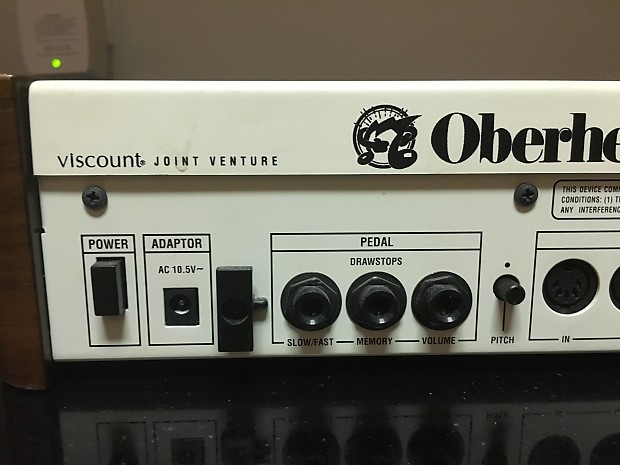 viscount® JOINT VENTURE
Oberhe
THIS DEVICE COM
CONDITIONS: (1) T
ANY INTERFERENC
POWER
ADAPTOR
PEDAL
AC 10.5V~
DRAWSTOPS
SLOW/FAST
MEMORY
VOLUME
PITCH
IN